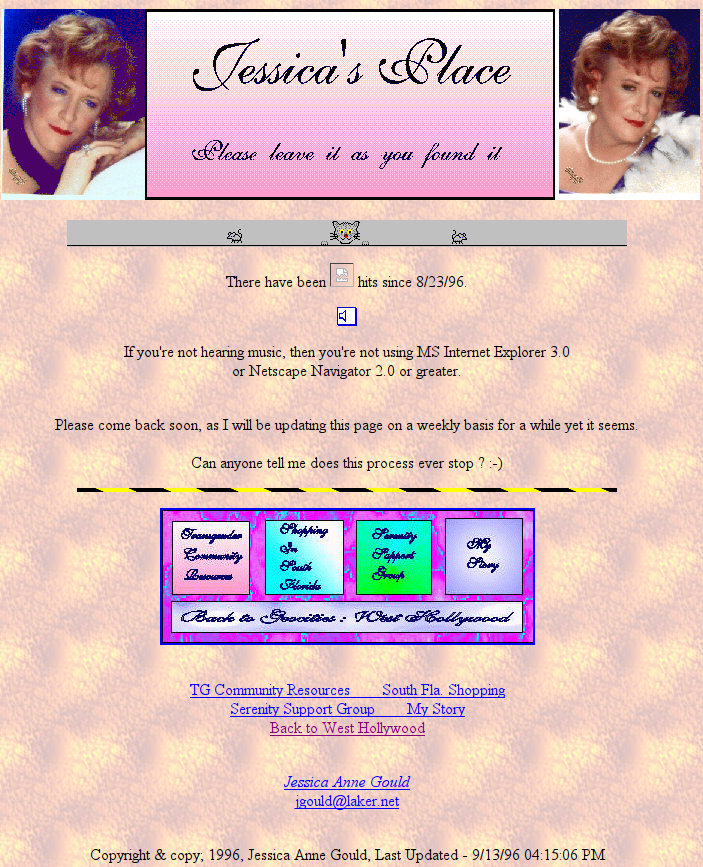 Jessica's Place
Please leave it as you found it
There have been hits since 8/23/96.
If you're not hearing music, then you're not using MS Internet Explorer 3.0
or Netscape Navigator 2.0 or greater.
Please come back soon, as I will be updating this page on a weekly basis for a while yet it seems.
Can anyone tell me does this process ever stop ? :-)
Transgender
Community
Resources
Shopping
In
South
Florida
Serenity
Support
Group
My
Story
Back to Geocities : West Hollywood
TG Community Resources South Fla. Shopping
Serenity Support Group My Story
Back to West Hollywood
Jessica Anne Gould
jgould@laker.net
Copyright & copy; 1996, Jessica Anne Gould, Last Updated - 9/13/96 04:15:06 PM